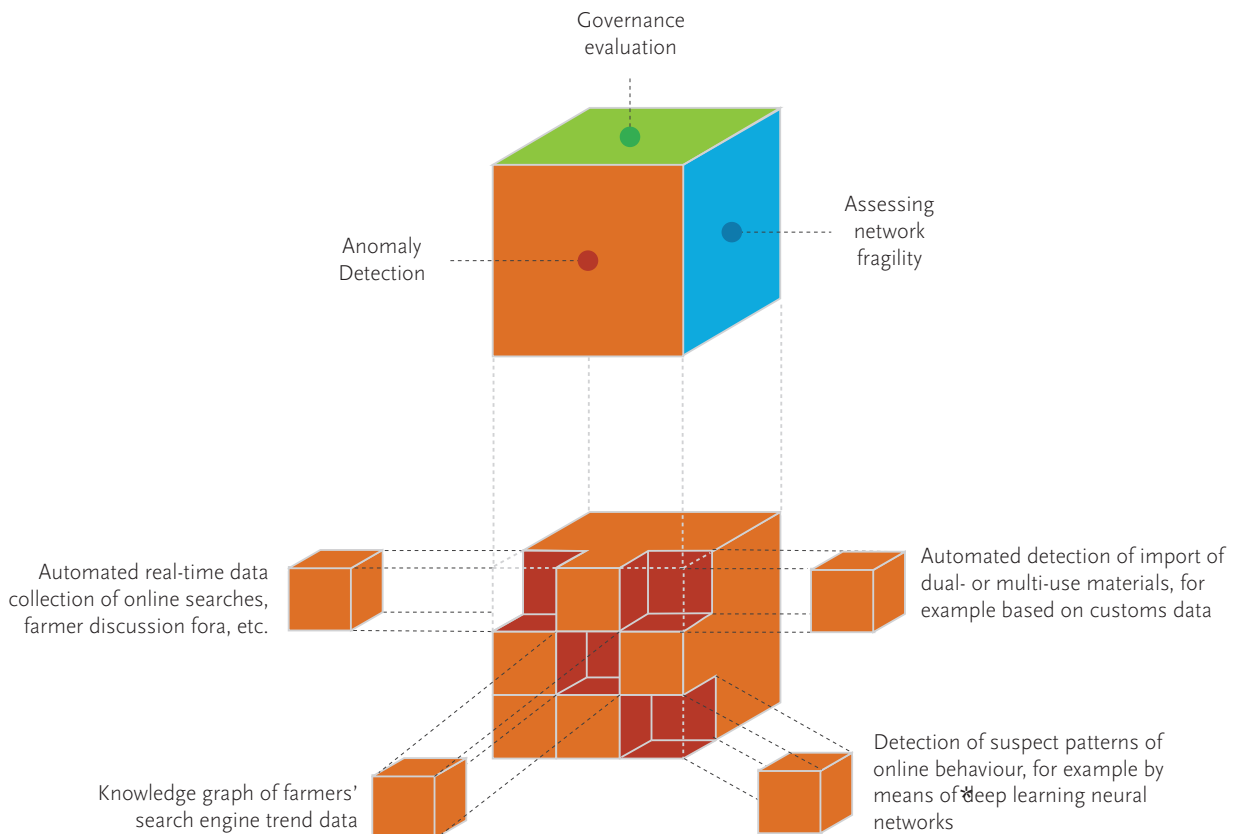 Governance
evaluation
Assessing
network
fragility
Anomaly
Detection
Automated real-time data
collection of online searches,
farmer discussion fora, etc.
Automated detection of import of
dual- or multi-use materials, for
example based on customs data
Knowledge graph of farmers’
search engine trend data
Detection of suspect patterns of
online behaviour, for example by
means of *deep learning neural
networks